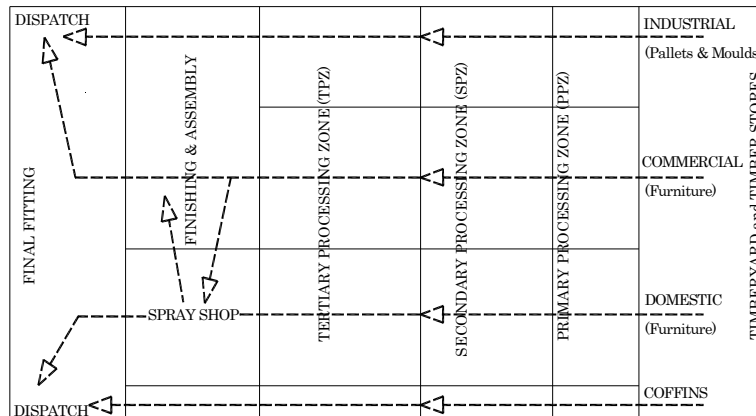 DISPATCH
INDUSTRIAL
(Pallets & Moulds
FINAL FITTING
FINISHING & ASSEMBLY
TERTIARY PROCESSING ZONE (TPZ)
SECONDARY PROCESSING ZONE (SPZ)
PRIMARY PROCESSING ZONE (PPZ)
TIMBERYARD and TIMBER STORES
COMMERCIAL
(Furniture)
SPRAY SHOP
DOMESTIC
(Furniture)
COFFINS
DISPATCH